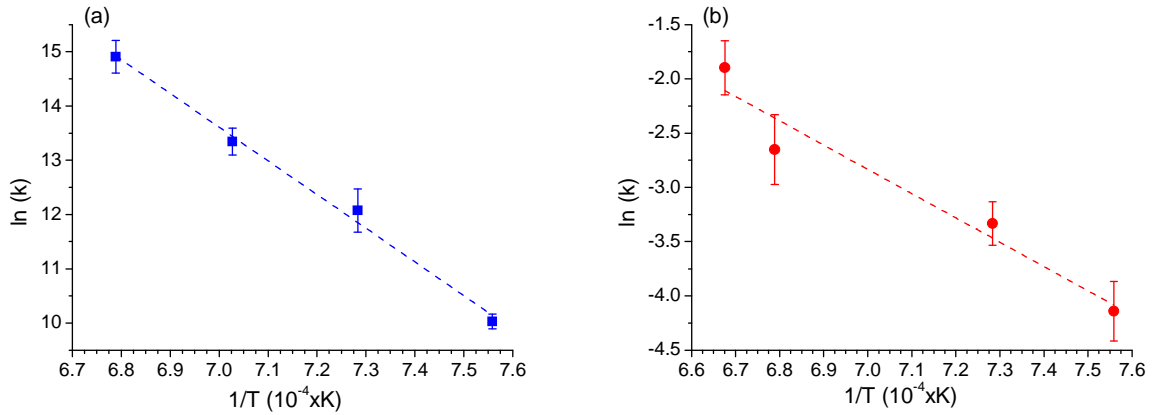 (a)
15
14
13
12
11
10
ln (k)
6.7 6.8 6.9 7.0 7.1 7.2 7.3 7.4 7.5 7.6
1/T (10⁻⁴xK)
(b)
-1.5
-2.0
-2.5
-3.0
-3.5
-4.0
-4.5
ln (k)
6.6 6.7 6.8 6.9 7.0 7.1 7.2 7.3 7.4 7.5 7.6
1/T (10⁻⁴xK)